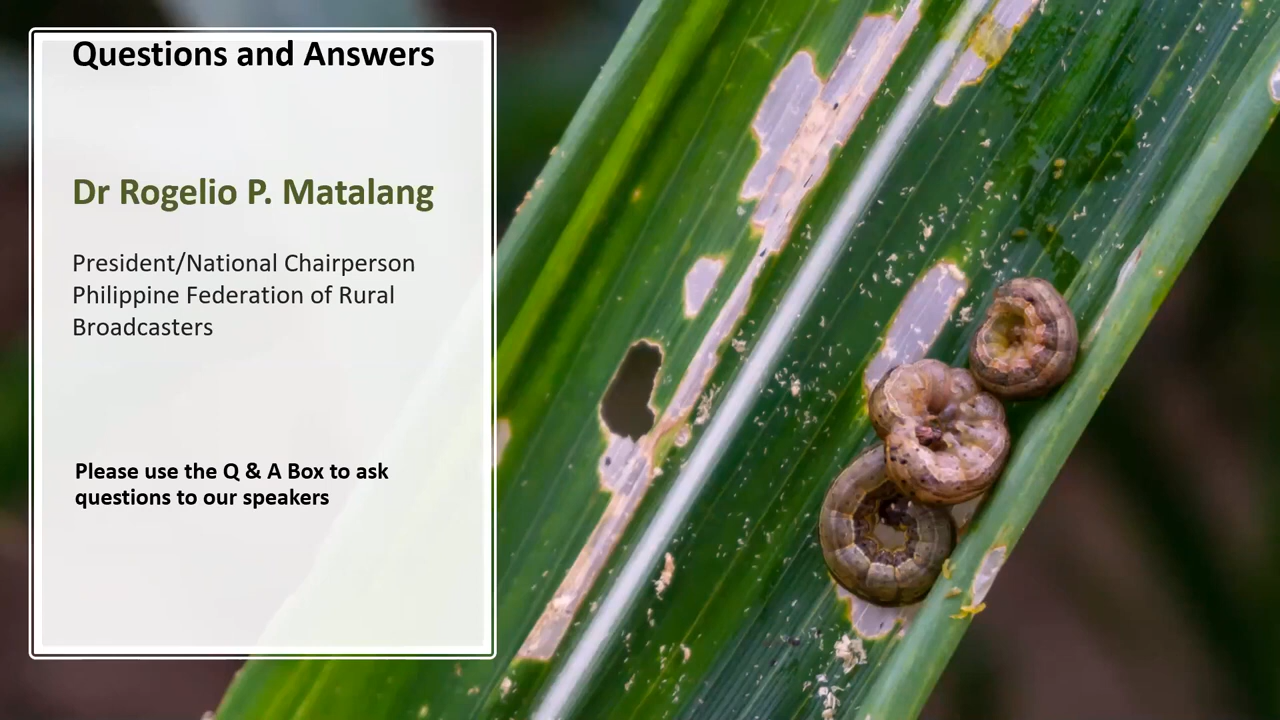 Questions and Answers
Dr Rogelio P. Matalang
President/National Chairperson
Philippine Federation of Rural
Broadcasters
Please use the Q & A Box to ask
questions to our speakers